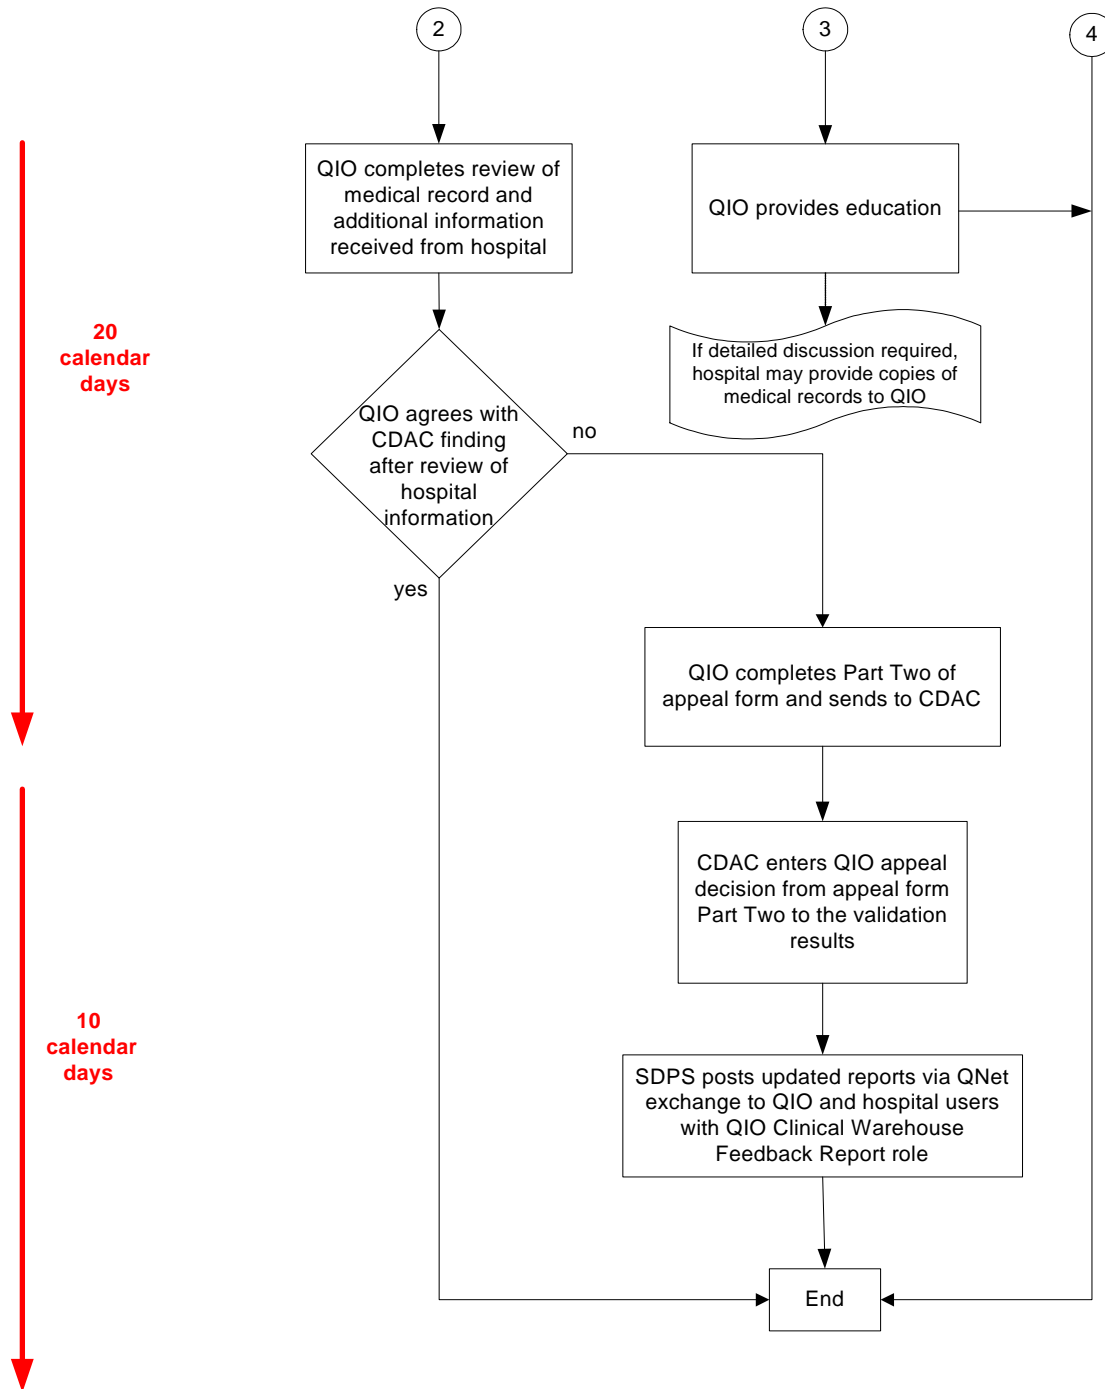 2
3
4
QIO completes review of
medical record and
additional information
received from hospital
QIO provides education
20
calendar
days
If detailed discussion required,
hospital may provide copies of
medical records to QIO
QIO agrees with
CDAC finding
after review of
hospital
information
no
yes
QIO completes Part Two of
appeal form and sends to CDAC
CDAC enters QIO appeal
decision from appeal form
Part Two to the validation
results
10
calendar
days
SDPS posts updated reports via QNet
exchange to QIO and hospital users
with QIO Clinical Warehouse
Feedback Report role
End